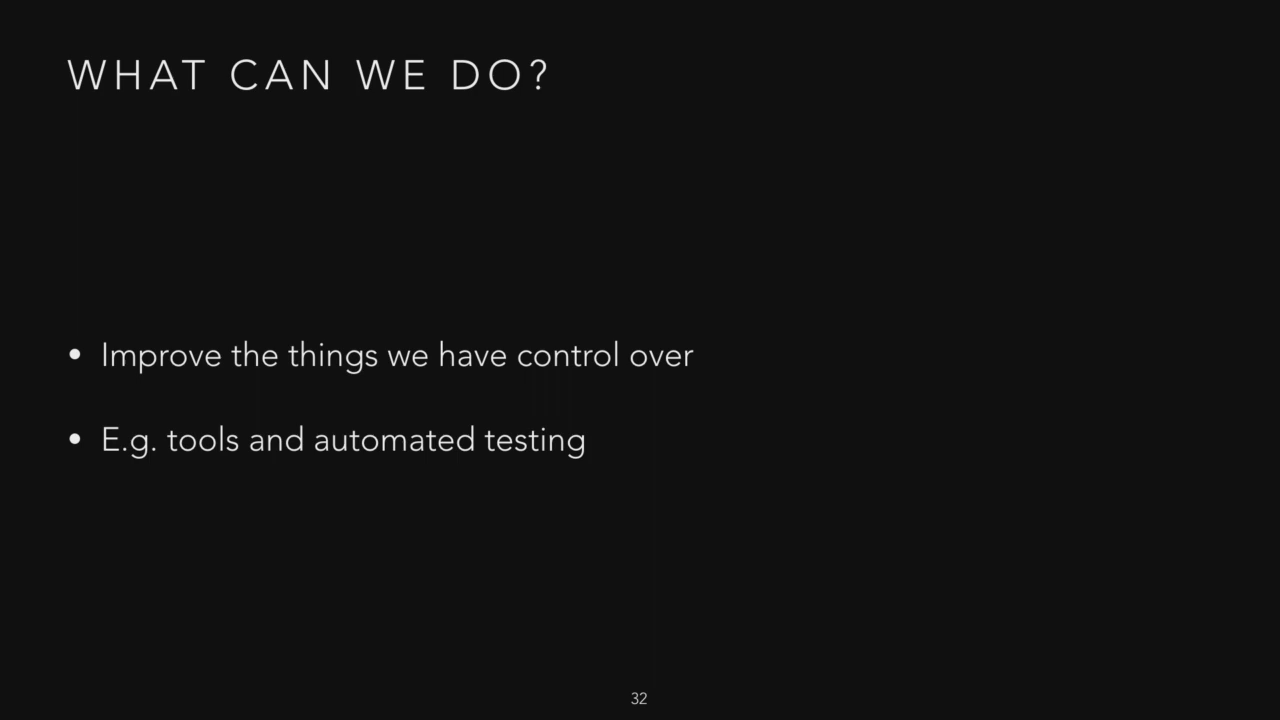 WHAT CAN WE DO?
• Improve the things we have control over
• E.g. tools and automated testing
32